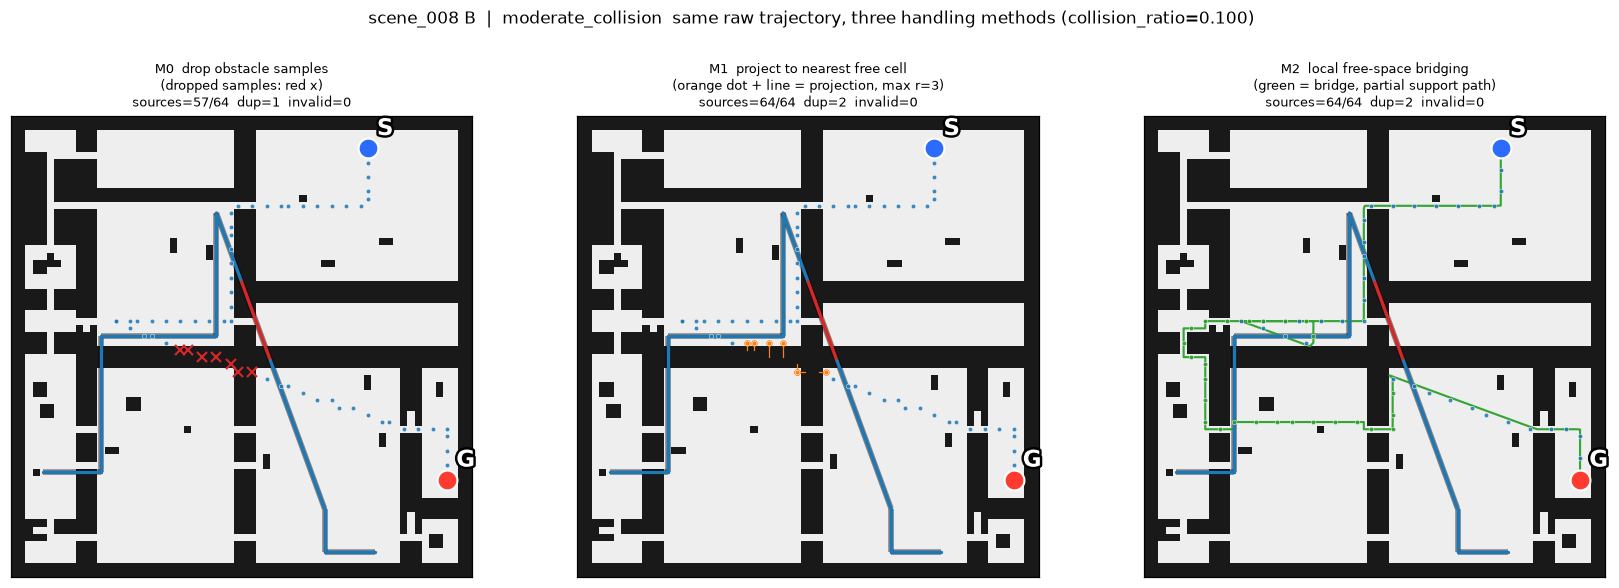 scene_008 B | moderate_collision same raw trajectory, three handling methods (collision_ratio=0.100)
M0 drop obstacle samples
(dropped samples: red x)
sources=57/64 dup=1 invalid=0
M1 project to nearest free cell
(orange dot + line = projection, max r=3)
sources=64/64 dup=2 invalid=0
M2 local free-space bridging
(green = bridge, partial support path)
sources=64/64 dup=2 invalid=0
S
G
S
G
S
G